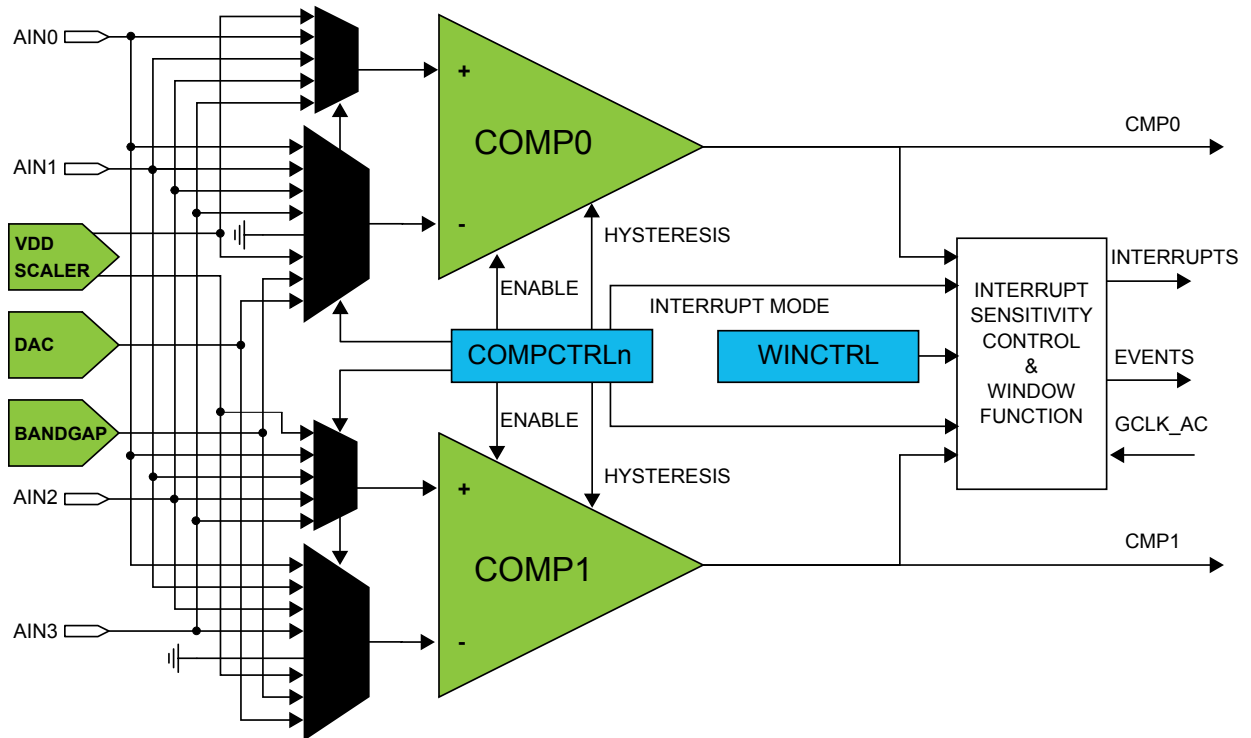 AIN0
+
COMP0
CMP0
AIN1
-
VDD
SCALER
HYSTERESIS
ENABLE
INTERRUPT MODE
INTERRUPTS
INTERRUPT
SENSITIVITY
CONTROL
&
WINDOW
FUNCTION
DAC
COMPCTRLn
WINCTRL
EVENTS
BANDGAP
ENABLE
GCLK_AC
HYSTERESIS
AIN2
+
COMP1
CMP1
AIN3
-